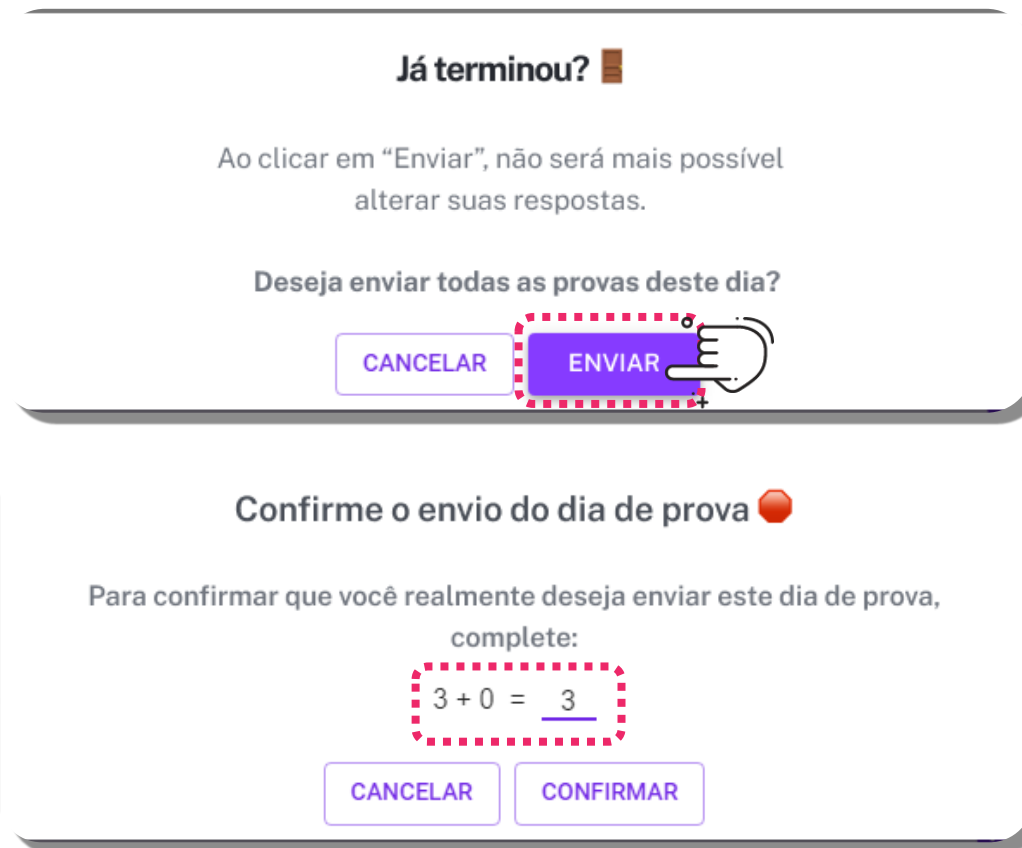 Já terminou? 🚪
Ao clicar em “Enviar”, não será mais possível
alterar suas respostas.
Deseja enviar todas as provas deste dia?
CANCELAR ENVIAR
Confirme o envio do dia de prova 🛑
Para confirmar que você realmente deseja enviar este dia de prova,
complete:
3 + 0 = 3
CANCELAR CONFIRMAR